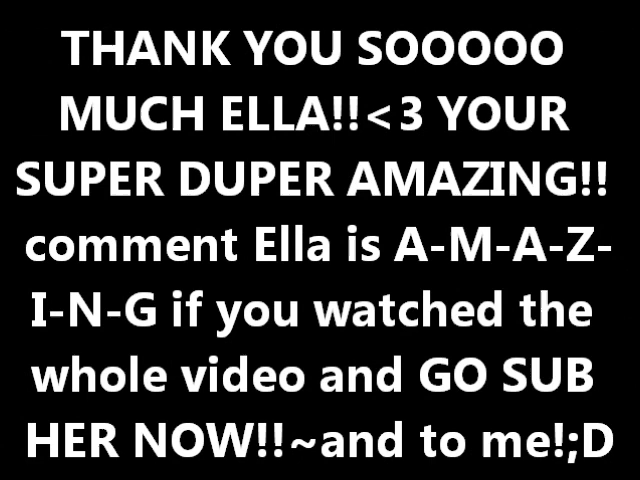 THANK YOU SOOOOO
MUCH ELLA!!<3 YOUR
SUPER DUPER AMAZING!!
comment Ella is A-M-A-Z-
I-N-G if you watched the
whole video and GO SUB
HER NOW!!~and to me!;D